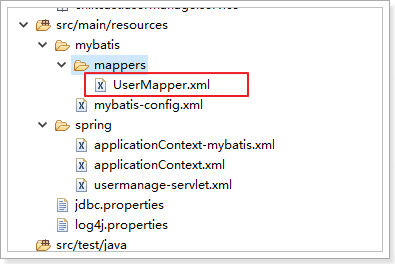 src/main/resources
mybatis
mappers
UserMapper.xml
mybatis-config.xml
spring
applicationContext-mybatis.xml
applicationContext.xml
usermanage-servlet.xml
jdbc.properties
log4j.properties
src/test/java